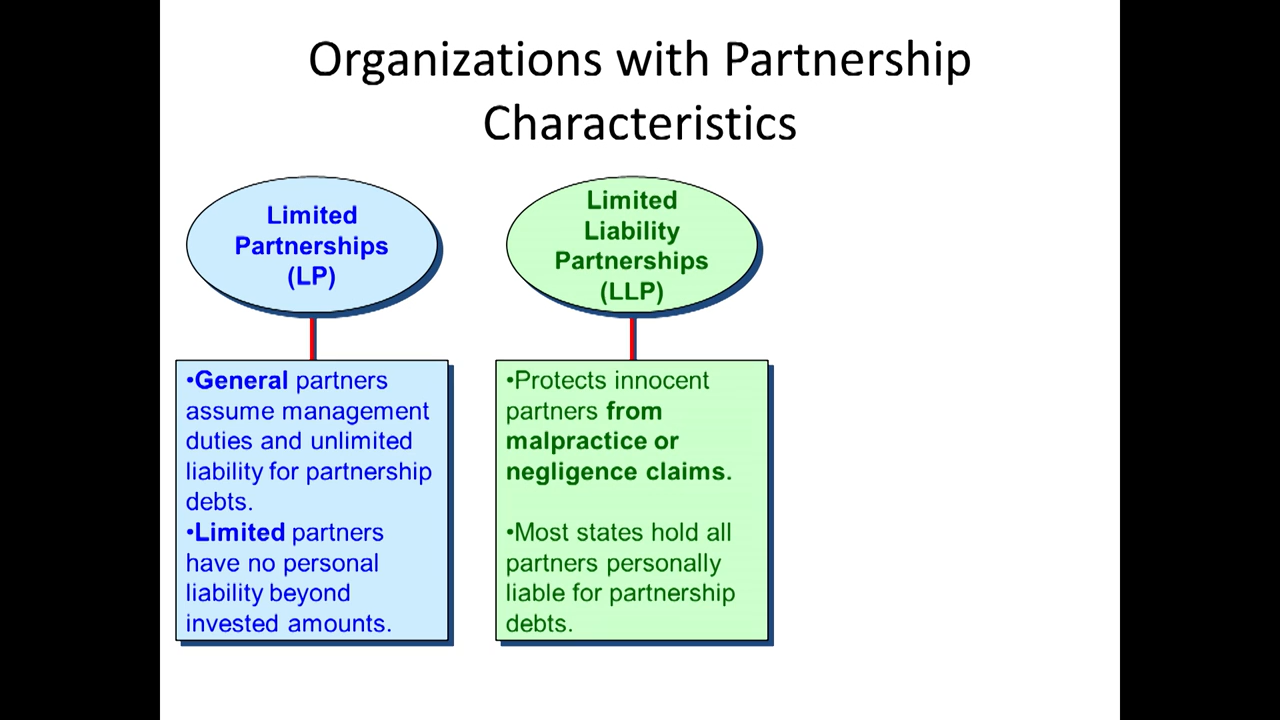 Organizations with Partnership
Characteristics
Limited
Partnerships
(LP)
•General partners
assume management
duties and unlimited
liability for partnership
debts.
•Limited partners
have no personal
liability beyond
invested amounts.
Limited
Liability
Partnerships
(LLP)
•Protects innocent
partners from
malpractice or
negligence claims.
•Most states hold all
partners personally
liable for partnership
debts.